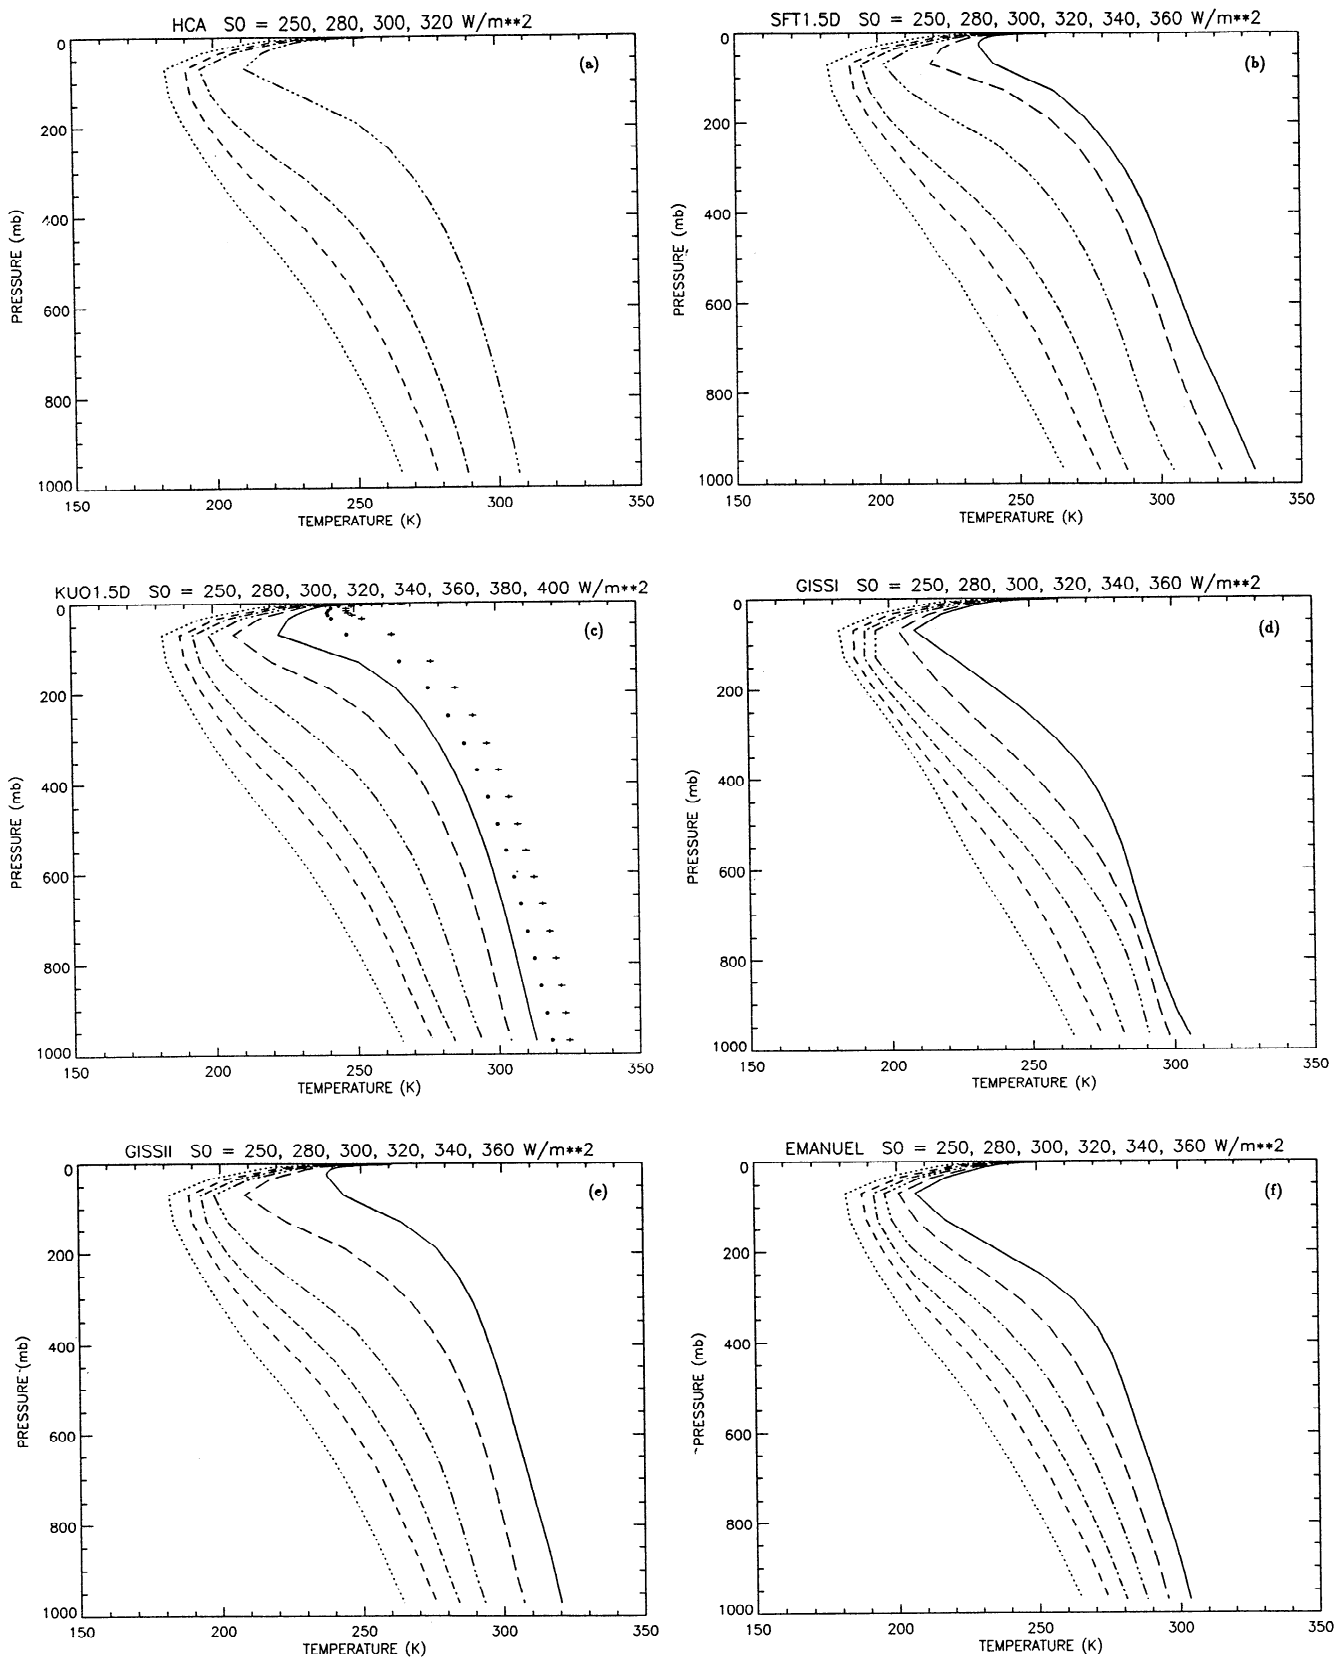 HCA S0 = 250, 280, 300, 320 W/m**2
(a)
0
200
400
600
800
1000
PRESSURE (mb)
150 200 250 300 350
TEMPERATURE (K)
SFT1.5D S0 = 250, 280, 300, 320, 340, 360 W/m**2
(b)
0
200
400
600
800
1000
PRESSURE (mb)
150 200 250 300 350
TEMPERATURE (K)
KUO1.5D S0 = 250, 280, 300, 320, 340, 360, 380, 400 W/m**2
(c)
0
200
400
600
800
1000
PRESSURE (mb)
150 200 250 300 350
TEMPERATURE (K)
GISSI S0 = 250, 280, 300, 320, 340, 360 W/m**2
(d)
0
200
400
600
800
1000
PRESSURE (mb)
150 200 250 300 350
TEMPERATURE (K)
GISSII S0 = 250, 280, 300, 320, 340, 360 W/m**2
(e)
0
200
400
600
800
1000
PRESSURE (mb)
150 200 250 300 350
TEMPERATURE (K)
EMANUEL S0 = 250, 280, 300, 320, 340, 360 W/m**2
(f)
0
200
400
600
800
1000
PRESSURE (mb)
150 200 250 300 350
TEMPERATURE (K)